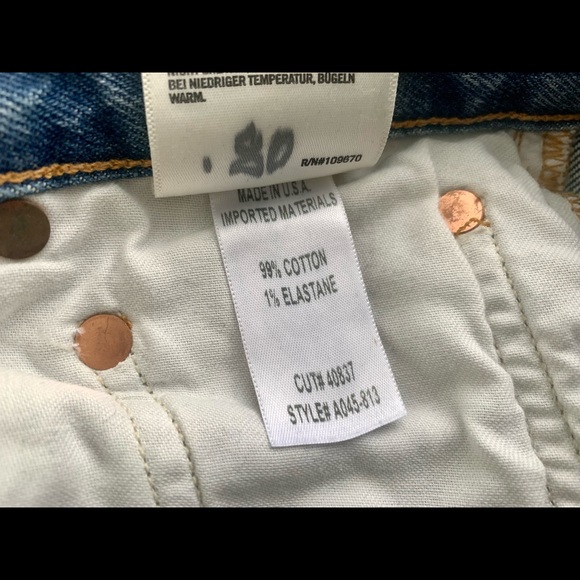 BEI NIEDRIGER TEMPERATUR, BÜGELN
WARM.
. 80
R/N#109670
MADE IN U.S.A.
IMPORTED MATERIALS
99% COTTON
1% ELASTANE
CUT# 40837
STYLE# A045-813